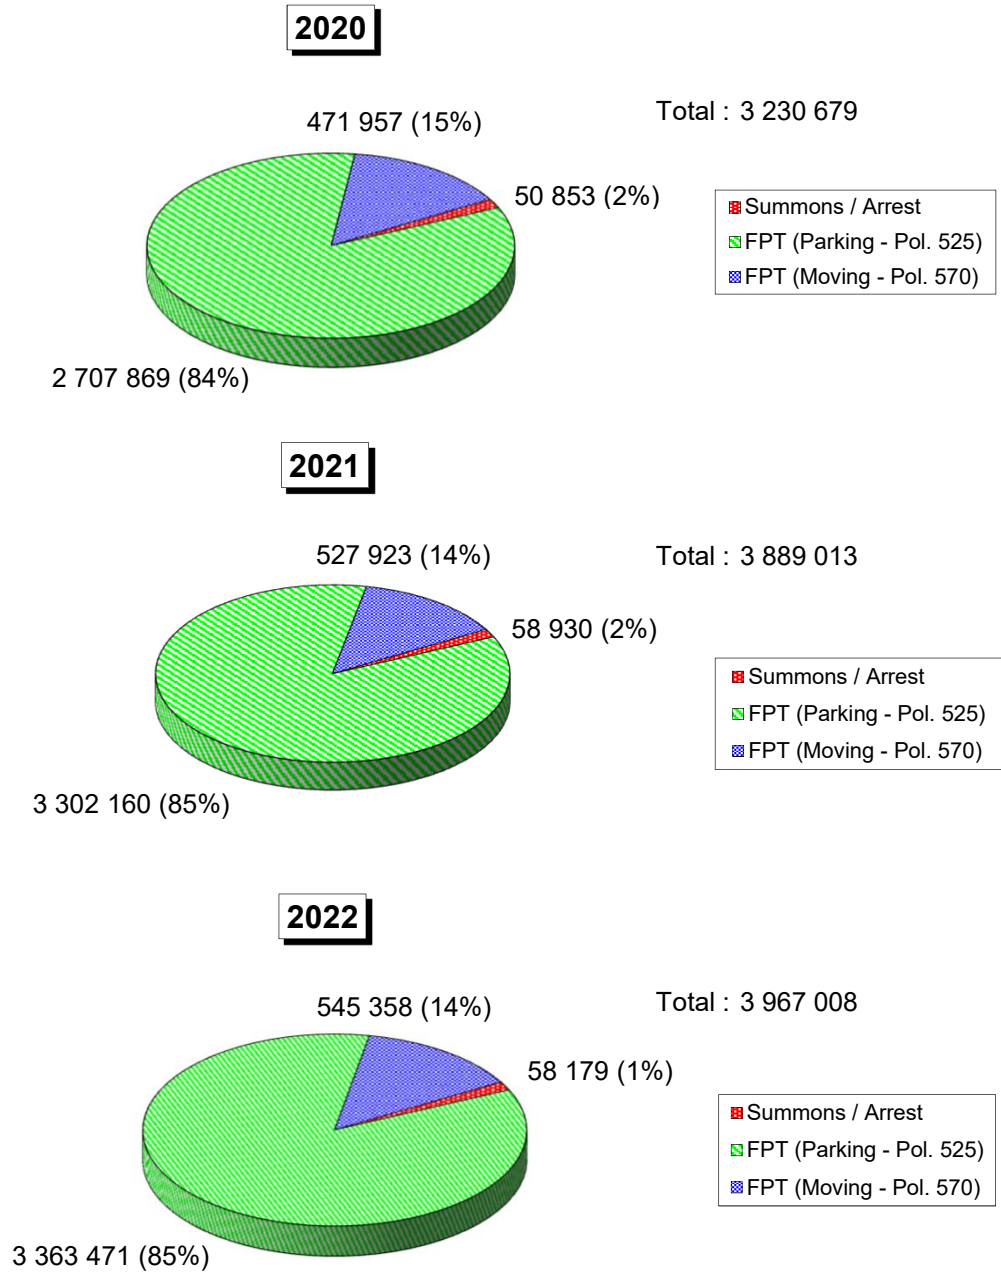 2020
471 957 (15%)
Total : 3 230 679
50 853 (2%)
Summons / Arrest
FPT (Parking - Pol. 525)
FPT (Moving - Pol. 570)
2 707 869 (84%)
2021
527 923 (14%)
Total : 3 889 013
58 930 (2%)
Summons / Arrest
FPT (Parking - Pol. 525)
FPT (Moving - Pol. 570)
3 302 160 (85%)
2022
545 358 (14%)
Total : 3 967 008
58 179 (1%)
Summons / Arrest
FPT (Parking - Pol. 525)
FPT (Moving - Pol. 570)
3 363 471 (85%)